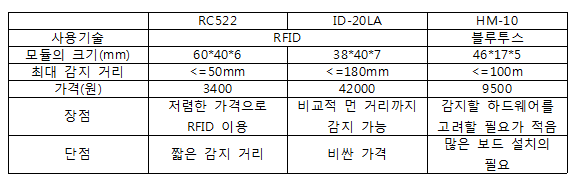 RC522 ID-20LA HM-10
사용기술 RFID 블루투스
모듈의 크기(mm) 60*40*6 38*40*7 46*17*5
최대 감지 거리 <=50mm <=180mm <=100m
가격(원) 3400 42000 9500
장점 저렴한 가격으로 비교적 먼 거리까지 감지할 하드웨어를
RFID 이용 감지 가능 고려할 필요가 적음
단점 짧은 감지 거리 비싼 가격 많은 보드 설치의
필요